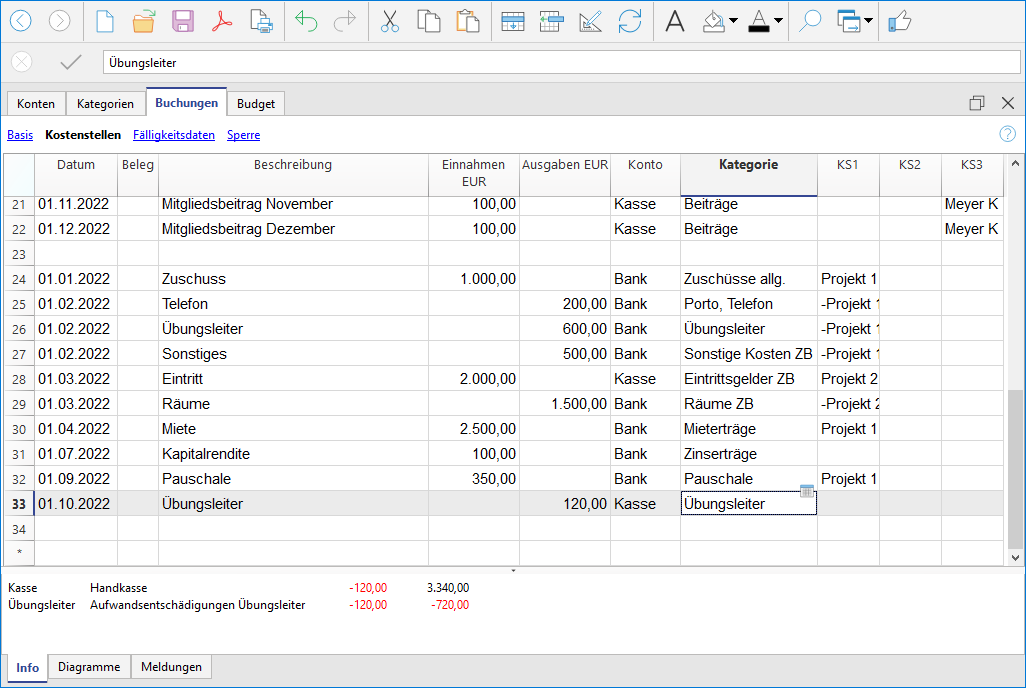 Übungsleiter
Konten Kategorien Buchungen Budget
Basis Kostenstellen Fälligkeitsdaten Sperre
Datum Beleg Beschreibung Einnahmen EUR Ausgaben EUR Konto Kategorie KS1 KS2 KS3
21 01.11.2022 Mitgliedsbeitrag November 100,00 Kasse Beiträge Meyer K
22 01.12.2022 Mitgliedsbeitrag Dezember 100,00 Kasse Beiträge Meyer K
23
24 01.01.2022 Zuschuss 1.000,00 Bank Zuschüsse allg. Projekt 1
25 01.02.2022 Telefon 200,00 Bank Porto, Telefon -Projekt 1
26 01.02.2022 Übungsleiter 600,00 Bank Übungsleiter -Projekt 1
27 01.02.2022 Sonstiges 500,00 Bank Sonstige Kosten ZB -Projekt 1
28 01.03.2022 Eintritt 2.000,00 Kasse Eintrittsgelder ZB Projekt 2
29 01.03.2022 Räume 1.500,00 Bank Räume ZB -Projekt 2
30 01.04.2022 Miete 2.500,00 Bank Mieterträge Projekt 1
31 01.07.2022 Kapitalrendite 100,00 Bank Zinserträge
32 01.09.2022 Pauschale 350,00 Bank Pauschale Projekt 1
33 01.10.2022 Übungsleiter 120,00 Kasse Übungsleiter
34
*
Kasse Handkasse -120,00 3.340,00
Übungsleiter Aufwandsentschädigungen Übungsleiter -120,00 -720,00
Info Diagramme Meldungen